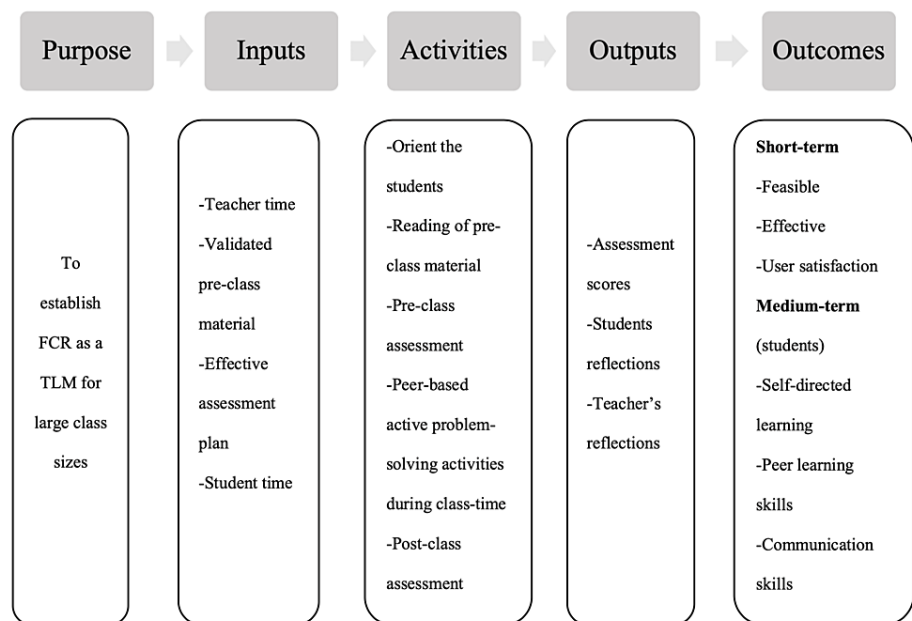 Purpose
Inputs
Activities
Outputs
Outcomes
To
establish
FCR as a
TLM for
large class
sizes
-Teacher time
-Validated
pre-class
material
-Effective
assessment
plan
-Student time
-Orient the
students
-Reading of pre-
class material
-Pre-class
assessment
-Peer-based
active problem-
solving activities
during class-time
-Post-class
assessment
-Assessment
scores
-Students
reflections
-Teacher’s
reflections
Short-term
-Feasible
-Effective
-User satisfaction
Medium-term
(students)
-Self-directed
learning
-Peer learning
skills
-Communication
skills